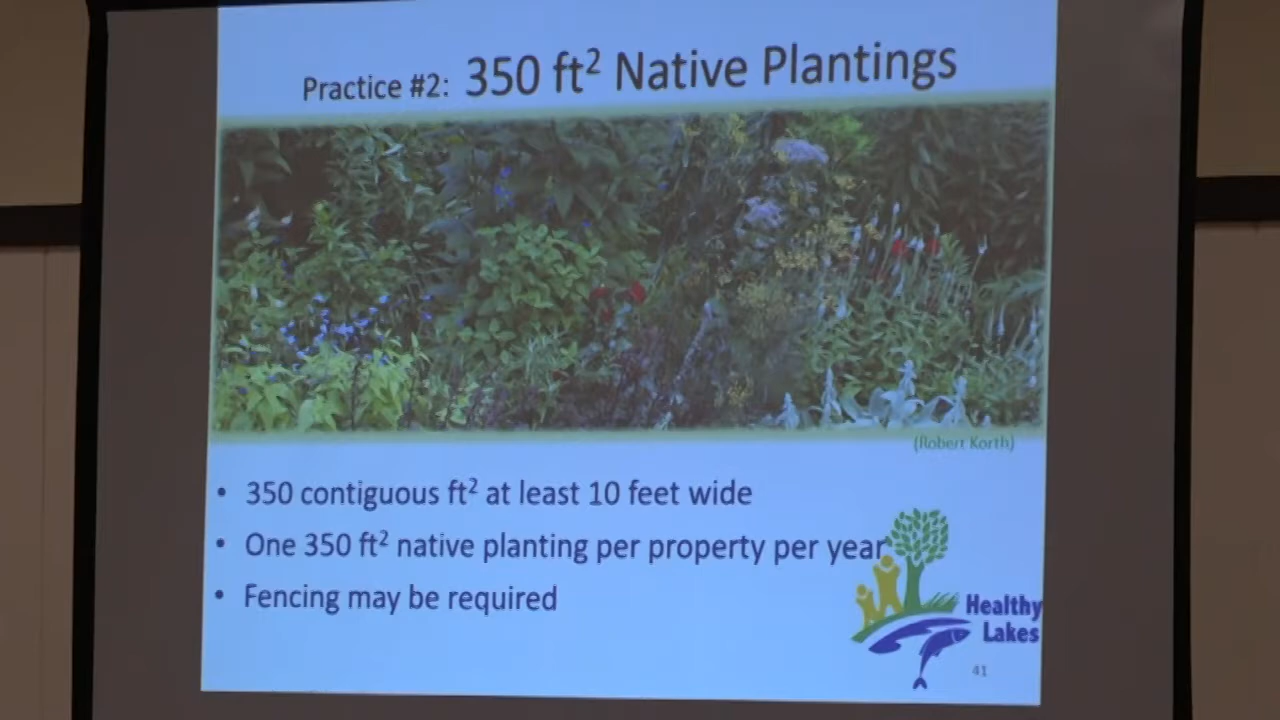 Practice #2: 350 ft² Native Plantings
(Robert Korth)
• 350 contiguous ft² at least 10 feet wide
• One 350 ft² native planting per property per year
• Fencing may be required
Healthy
Lakes
41